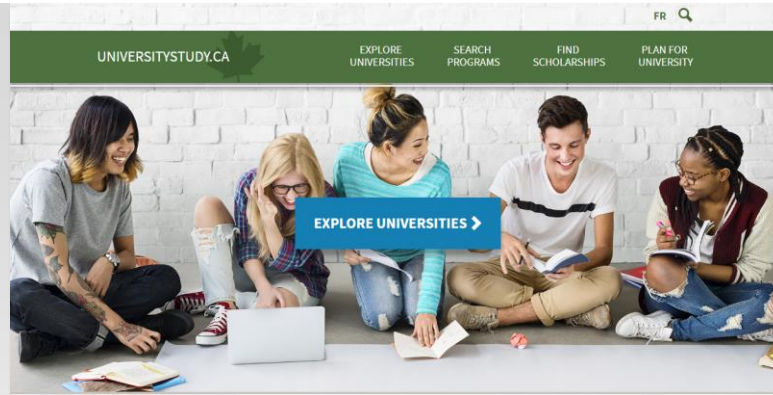 FR
UNIVERSITYSTUDY.CA
EXPLORE
UNIVERSITIES
SEARCH
PROGRAMS
FIND
SCHOLARSHIPS
PLAN FOR
UNIVERSITY
EXPLORE UNIVERSITIES